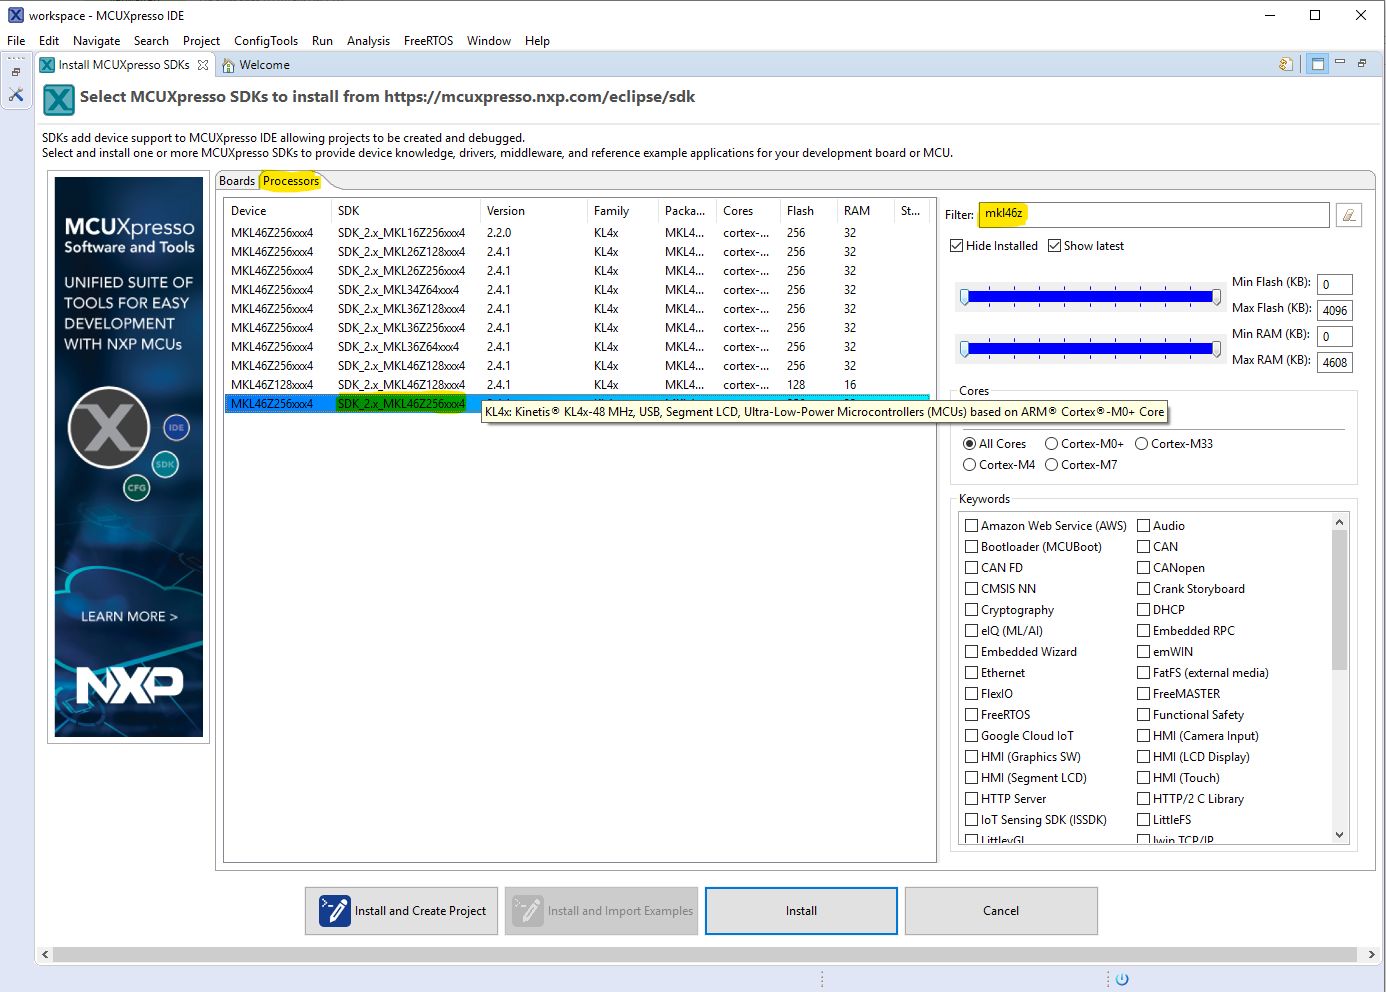 workspace - MCUXpresso IDE
File Edit Navigate Search Project ConfigTools Run Analysis FreeRTOS Window Help
Install MCUXpresso SDKs Welcome
Select MCUXpresso SDKs to install from https://mcuxpresso.nxp.com/eclipse/sdk
SDKs add device support to MCUXpresso IDE allowing projects to be created and debugged.
Select and install one or more MCUXpresso SDKs to provide device knowledge, drivers, middleware, and reference example applications for your development board or MCU.
MCUXpresso
Software and Tools
UNIFIED SUITE OF
TOOLS FOR EASY
DEVELOPMENT
WITH NXP MCUs
X
IDE
SDK
CFG
LEARN MORE >
NXP
Boards Processors
Device SDK Version Family Packa... Cores Flash RAM St...
MKL46Z256xxx4 SDK_2.x_MKL16Z256xxx4 2.2.0 KL4x MKL4... cortex-... 256 32
MKL46Z256xxx4 SDK_2.x_MKL26Z128xxx4 2.4.1 KL4x MKL4... cortex-... 256 32
MKL46Z256xxx4 SDK_2.x_MKL26Z256xxx4 2.4.1 KL4x MKL4... cortex-... 256 32
MKL46Z256xxx4 SDK_2.x_MKL34Z64xxx4 2.4.1 KL4x MKL4... cortex-... 256 32
MKL46Z256xxx4 SDK_2.x_MKL36Z128xxx4 2.4.1 KL4x MKL4... cortex-... 256 32
MKL46Z256xxx4 SDK_2.x_MKL36Z256xxx4 2.4.1 KL4x MKL4... cortex-... 256 32
MKL46Z256xxx4 SDK_2.x_MKL36Z64xxx4 2.4.1 KL4x MKL4... cortex-... 256 32
MKL46Z256xxx4 SDK_2.x_MKL46Z128xxx4 2.4.1 KL4x MKL4... cortex-... 256 32
MKL46Z128xxx4 SDK_2.x_MKL46Z128xxx4 2.4.1 KL4x MKL4... cortex-... 128 16
MKL46Z256xxx4 SDK_2.x_MKL46Z256xxx4
KL4x: Kinetis® KL4x-48 MHz, USB, Segment LCD, Ultra-Low-Power Microcontrollers (MCUs) based on ARM® Cortex®-M0+ Core
Filter: mkl46z
Hide Installed Show latest
Min Flash (KB): 0
Max Flash (KB): 4096
Min RAM (KB): 0
Max RAM (KB): 4608
Cores
All Cores Cortex-M0+ Cortex-M33
Cortex-M4 Cortex-M7
Keywords
Amazon Web Service (AWS) Audio
Bootloader (MCUBoot) CAN
CAN FD CANopen
CMSIS NN Crank Storyboard
Cryptography DHCP
eIQ (ML/AI) Embedded RPC
Embedded Wizard emWIN
Ethernet FatFS (external media)
FlexIO FreeMASTER
FreeRTOS Functional Safety
Google Cloud IoT HMI (Camera Input)
HMI (Graphics SW) HMI (LCD Display)
HMI (Segment LCD) HMI (Touch)
HTTP Server HTTP/2 C Library
IoT Sensing SDK (ISSDK) LittleFS
LittlevGL lwip TCP/IP
Install and Create Project Install and Import Examples Install Cancel